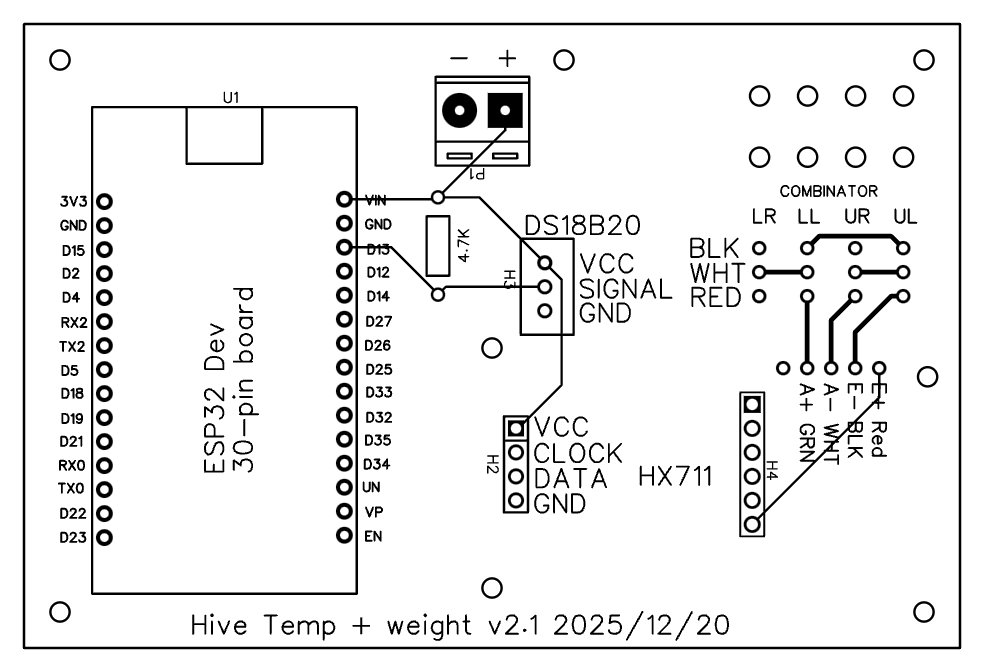 − +
U1
P1
COMBINATOR
LR LL UR UL
3V3 VIN
GND GND
D15 D13
D2 D12
D4 D14
RX2 D27
TX2 D26
D5 D25
D18 D33
D19 D32
D21 D35
RX0 D34
TX0 UN
D22 VP
D23 EN
ESP32 Dev
30-pin board
4.7K
DS18B20
H3
VCC
SIGNAL
GND
BLK
WHT
RED
A+ GRN
A- WHT
E- BLK
E+ Red
H2
VCC
CLOCK
DATA
GND
HX711
H4
Hive Temp + weight v2.1 2025/12/20